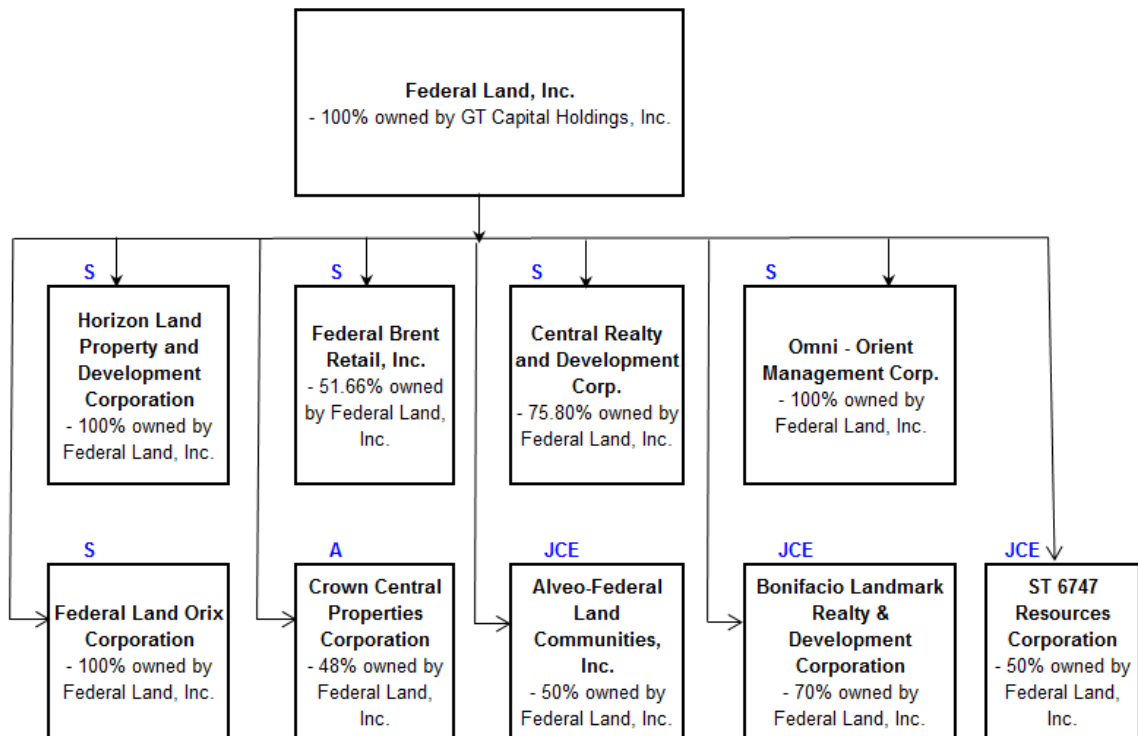 Federal Land, Inc.
- 100% owned by GT Capital Holdings, Inc.
S
Horizon Land
Property and
Development
Corporation
- 100% owned by
Federal Land, Inc.
S
Federal Brent
Retail, Inc.
- 51.66% owned
by Federal Land,
Inc.
S
Central Realty
and Development
Corp.
- 75.80% owned by
Federal Land, Inc.
S
Omni - Orient
Management Corp.
- 100% owned by
Federal Land, Inc.
S
Federal Land Orix
Corporation
- 100% owned by
Federal Land, Inc.
A
Crown Central
Properties
Corporation
- 48% owned by
Federal Land,
Inc.
JCE
Alveo-Federal
Land
Communities,
Inc.
- 50% owned by
Federal Land, Inc.
JCE
Bonifacio Landmark
Realty &
Development
Corporation
- 70% owned by
Federal Land, Inc.
JCE
ST 6747
Resources
Corporation
- 50% owned by
Federal Land,
Inc.